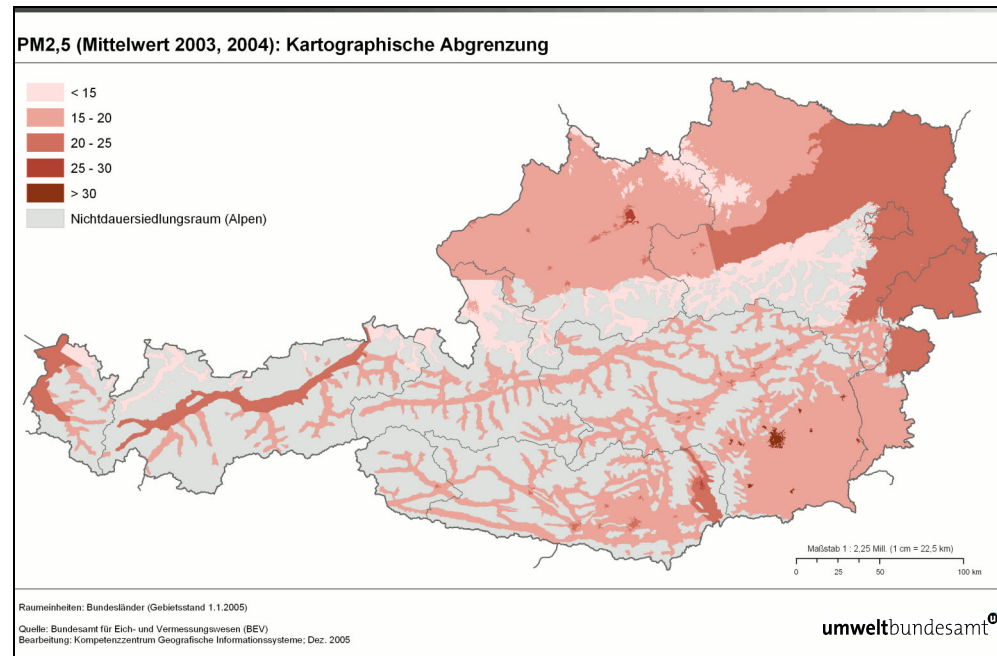 PM2,5 (Mittelwert 2003, 2004): Kartographische Abgrenzung
< 15
15 - 20
20 - 25
25 - 30
> 30
Nichtdauersiedlungsraum (Alpen)
Maßstab 1 : 2,25 Mill. (1 cm = 22,5 km)
0 25 50 100 km
Raumeinheiten: Bundesländer (Gebietsstand 1.1.2005)
Quelle: Bundesamt für Eich- und Vermessungswesen (BEV)
Bearbeitung: Kompetenzzentrum Geografische Informationssysteme; Dez. 2005
umweltbundesamt u